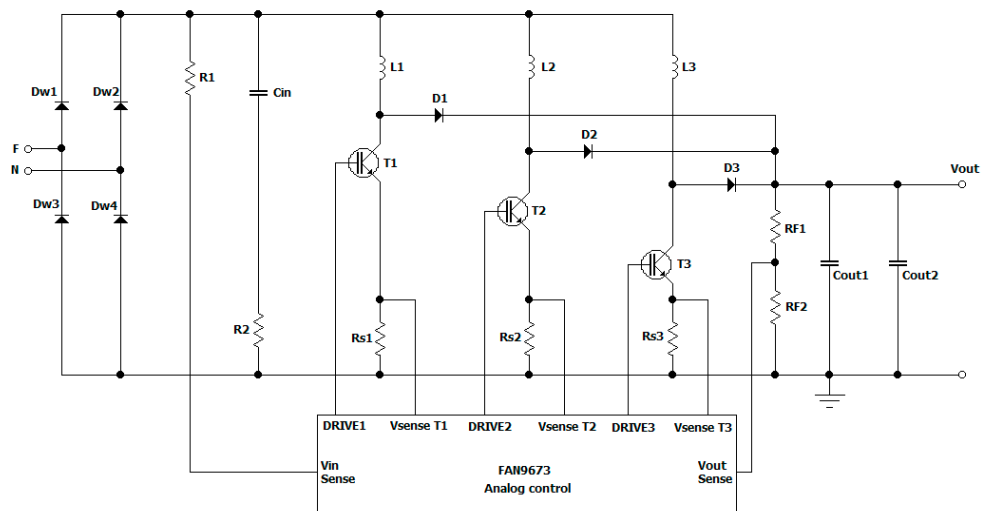 L1
L2
L3
R1
Dw1
Dw2
Cin
D1
D2
F
T1
N
D3
Vout
Dw3
Dw4
T2
RF1
T3
Cout1
Cout2
RF2
R2
Rs1
Rs2
Rs3
DRIVE1
Vsense T1
DRIVE2
Vsense T2
DRIVE3
Vsense T3
Vin
Sense
FAN9673
Analog control
Vout
Sense